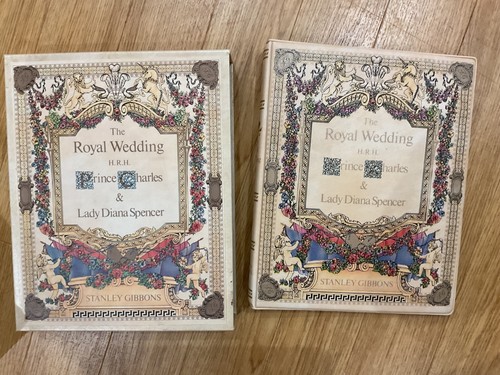 The
Royal Wedding
H.R.H.
Prince Charles
&
Lady Diana Spencer
STANLEY GIBBONS
The
Royal Wedding
H.R.H.
Prince Charles
&
Lady Diana Spencer
STANLEY GIBBONS